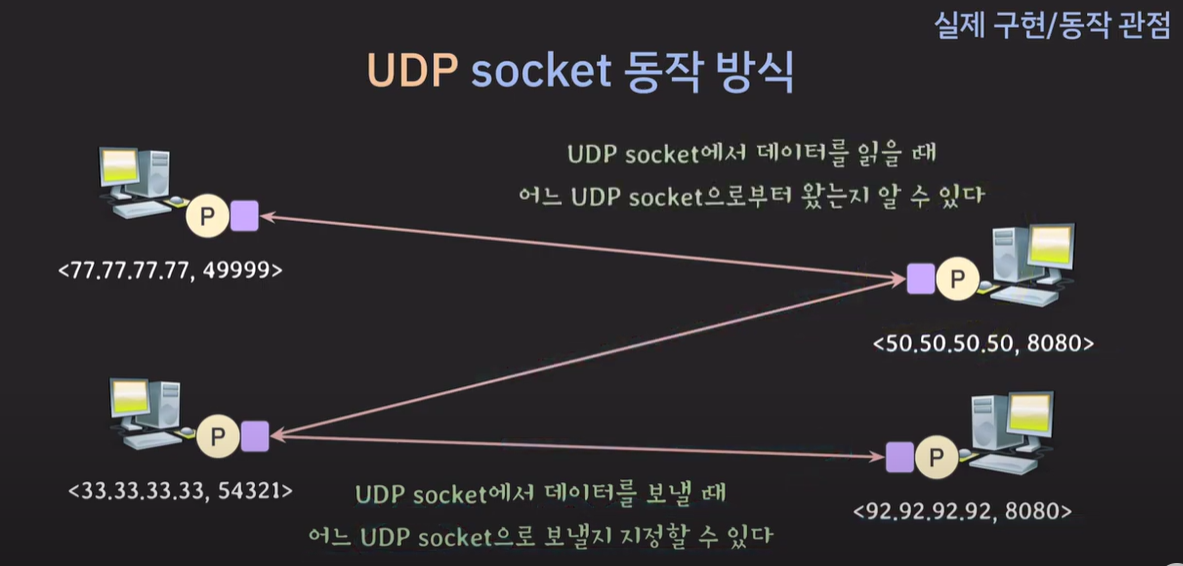 실제 구현/동작 관점
UDP socket 동작 방식
UDP socket에서 데이터를 읽을 때
어느 UDP socket으로부터 왔는지 알 수 있다
P
<77.77.77.77, 49999>
P
<50.50.50.50, 8080>
P
<33.33.33.33, 54321>
P
<92.92.92.92, 8080>
UDP socket에서 데이터를 보낼 때
어느 UDP socket으로 보낼지 지정할 수 있다